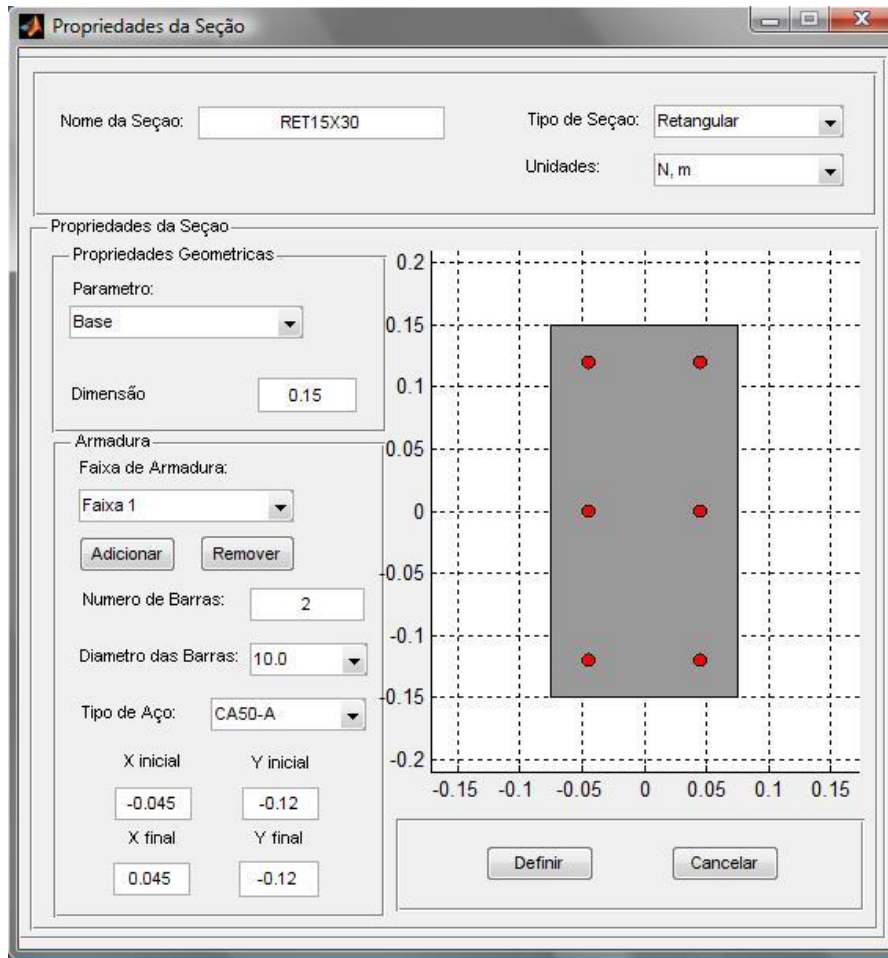 Propriedades da Seção
Nome da Seçao: RET15X30
Tipo de Seçao: Retangular
Unidades: N, m
Propriedades da Seçao
Propriedades Geometricas
Parametro:
Base
Dimensão 0.15
Armadura
Faixa de Armadura:
Faixa 1
Adicionar Remover
Numero de Barras: 2
Diametro das Barras: 10.0
Tipo de Aço: CA50-A
X inicial Y inicial
-0.045 -0.12
X final Y final
0.045 -0.12
0.2
0.15
0.1
0.05
0
-0.05
-0.1
-0.15
-0.2
-0.15 -0.1 -0.05 0 0.05 0.1 0.15
Definir Cancelar